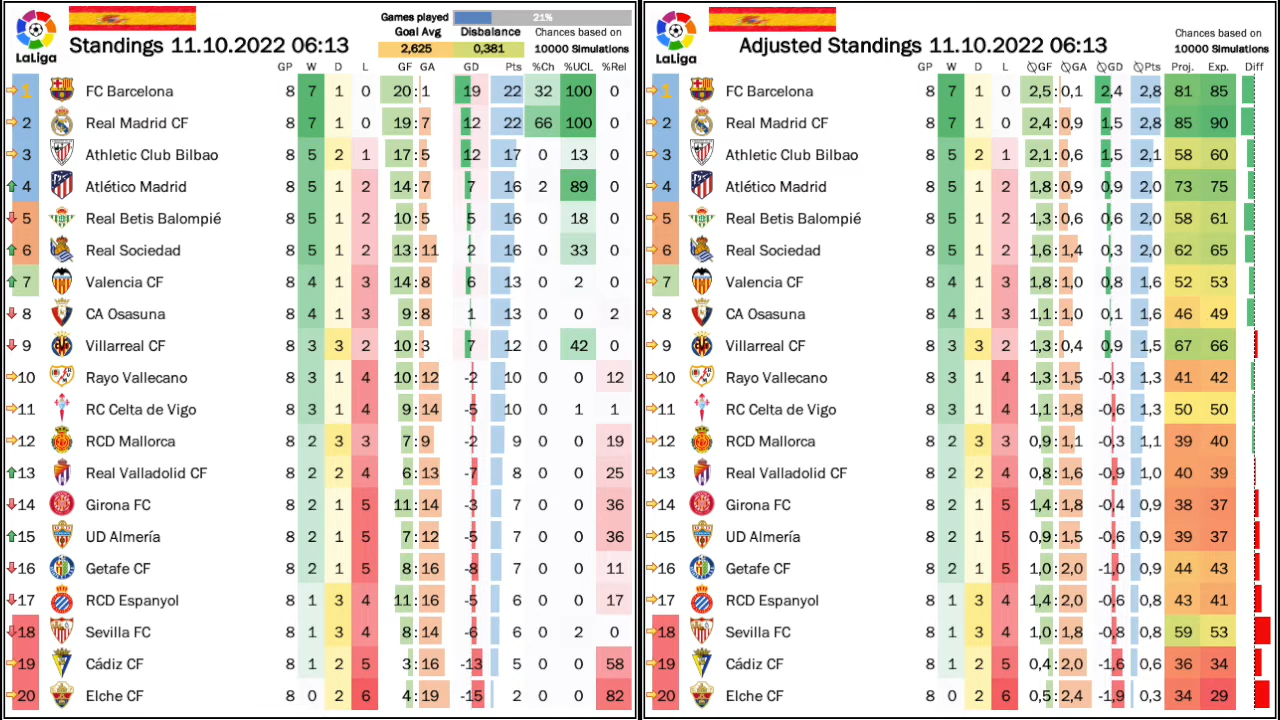 Games played 21%
Goal Avg Disbalance Chances based on
LaLiga Standings 11.10.2022 06:13 2,625 0,381 10000 Simulations
GP W D L GF GA GD Pts %Ch %UCL %Rel
1 FC Barcelona 8 7 1 0 20:1 19 22 32 100 0
2 Real Madrid CF 8 7 1 0 19:7 12 22 66 100 0
3 Athletic Club Bilbao 8 5 2 1 17:5 12 17 0 13 0
4 Atlético Madrid 8 5 1 2 14:7 7 16 2 89 0
5 Real Betis Balompié 8 5 1 2 10:5 5 16 0 18 0
6 Real Sociedad 8 5 1 2 13:11 2 16 0 33 0
7 Valencia CF 8 4 1 3 14:8 6 13 0 2 0
8 CA Osasuna 8 4 1 3 9:8 1 13 0 0 2
9 Villarreal CF 8 3 3 2 10:3 7 12 0 42 0
10 Rayo Vallecano 8 3 1 4 10:12 -2 10 0 0 12
11 RC Celta de Vigo 8 3 1 4 9:14 -5 10 0 1 1
12 RCD Mallorca 8 2 3 3 7:9 -2 9 0 0 19
13 Real Valladolid CF 8 2 2 4 6:13 -7 8 0 0 25
14 Girona FC 8 2 1 5 11:14 -3 7 0 0 36
15 UD Almería 8 2 1 5 7:12 -5 7 0 0 36
16 Getafe CF 8 2 1 5 8:16 -8 7 0 0 11
17 RCD Espanyol 8 1 3 4 11:16 -5 6 0 0 17
18 Sevilla FC 8 1 3 4 8:14 -6 6 0 2 0
19 Cádiz CF 8 1 2 5 3:16 -13 5 0 0 58
20 Elche CF 8 0 2 6 4:19 -15 2 0 0 82
Chances based on
LaLiga Adjusted Standings 11.10.2022 06:13 10000 Simulations
GP W D L ∅GF ∅GA ∅GD ∅Pts Proj. Exp. Diff
1 FC Barcelona 8 7 1 0 2,5:0,1 2,4 2,8 81 85
2 Real Madrid CF 8 7 1 0 2,4:0,9 1,5 2,8 85 90
3 Athletic Club Bilbao 8 5 2 1 2,1:0,6 1,5 2,1 58 60
4 Atlético Madrid 8 5 1 2 1,8:0,9 0,9 2,0 73 75
5 Real Betis Balompié 8 5 1 2 1,3:0,6 0,6 2,0 58 61
6 Real Sociedad 8 5 1 2 1,6:1,4 0,3 2,0 62 65
7 Valencia CF 8 4 1 3 1,8:1,0 0,8 1,6 52 53
8 CA Osasuna 8 4 1 3 1,1:1,0 0,1 1,6 46 49
9 Villarreal CF 8 3 3 2 1,3:0,4 0,9 1,5 67 66
10 Rayo Vallecano 8 3 1 4 1,3:1,5 -0,3 1,3 41 42
11 RC Celta de Vigo 8 3 1 4 1,1:1,8 -0,6 1,3 50 50
12 RCD Mallorca 8 2 3 3 0,9:1,1 -0,3 1,1 39 40
13 Real Valladolid CF 8 2 2 4 0,8:1,6 -0,9 1,0 40 39
14 Girona FC 8 2 1 5 1,4:1,8 -0,4 0,9 38 37
15 UD Almería 8 2 1 5 0,9:1,5 -0,6 0,9 39 37
16 Getafe CF 8 2 1 5 1,0:2,0 -1,0 0,9 44 43
17 RCD Espanyol 8 1 3 4 1,4:2,0 -0,6 0,8 43 41
18 Sevilla FC 8 1 3 4 1,0:1,8 -0,8 0,8 59 53
19 Cádiz CF 8 1 2 5 0,4:2,0 -1,6 0,6 36 34
20 Elche CF 8 0 2 6 0,5:2,4 -1,9 0,3 34 29